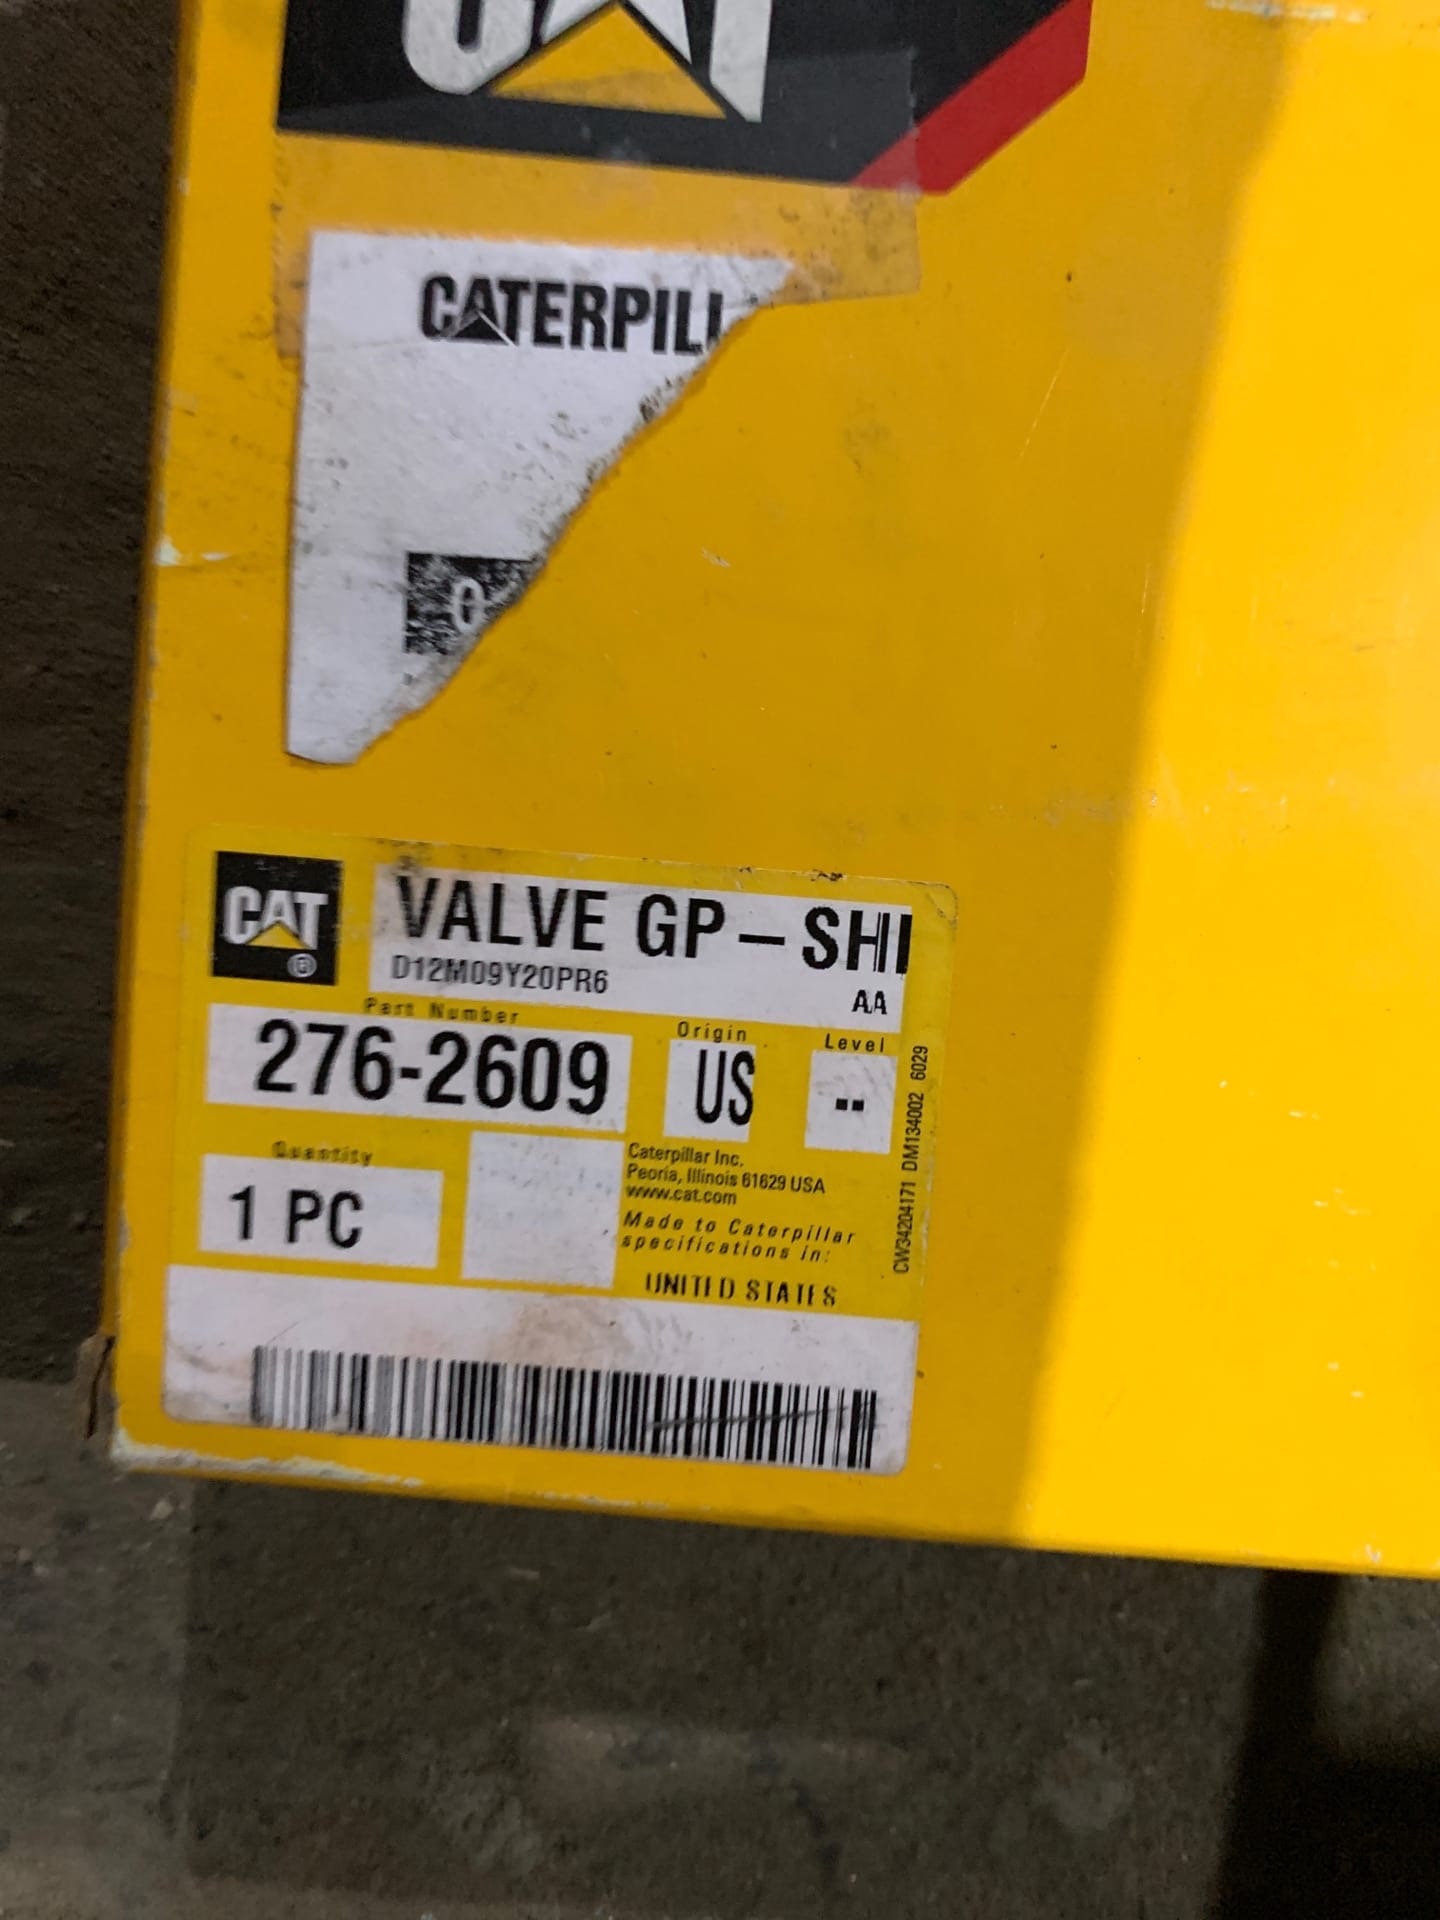 CAT
CATERPILL
0
CAT
VALVE GP-SHI
D12M09Y20PR6
AA
Part Number
276-2609
Origin
US
Level
--
Quantity
1 PC
Caterpillar Inc.
Peoria, Illinois 61629 USA
www.cat.com
Made to Caterpillar
specifications in:
UNITED STATES
CW34204171 DM134002 6029